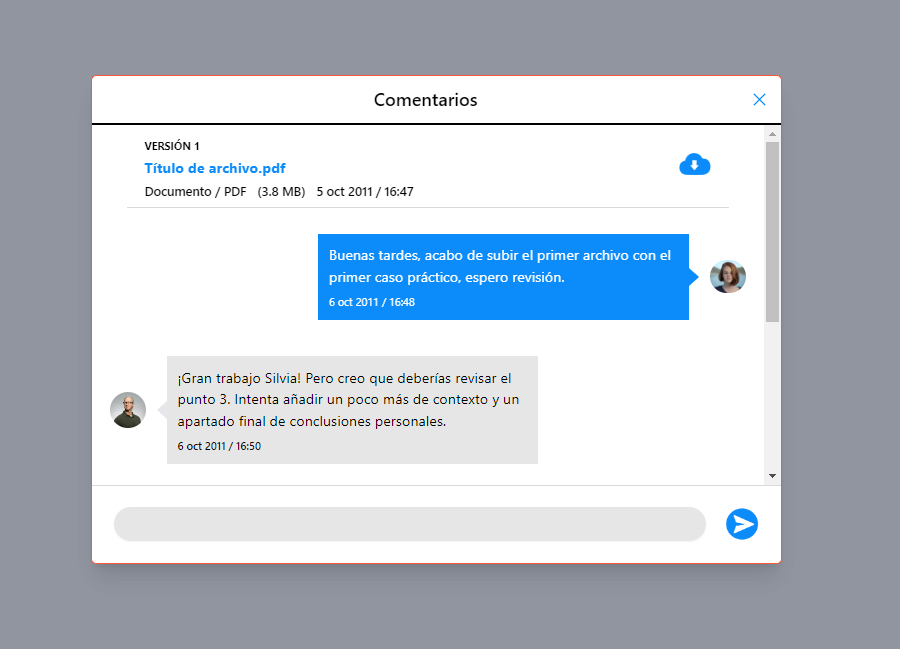 Comentarios
VERSIÓN 1
Título de archivo.pdf
Documento / PDF (3.8 MB) 5 oct 2011 / 16:47
Buenas tardes, acabo de subir el primer archivo con el
primer caso práctico, espero revisión.
6 oct 2011 / 16:48
¡Gran trabajo Silvia! Pero creo que deberías revisar el
punto 3. Intenta añadir un poco más de contexto y un
apartado final de conclusiones personales.
6 oct 2011 / 16:50